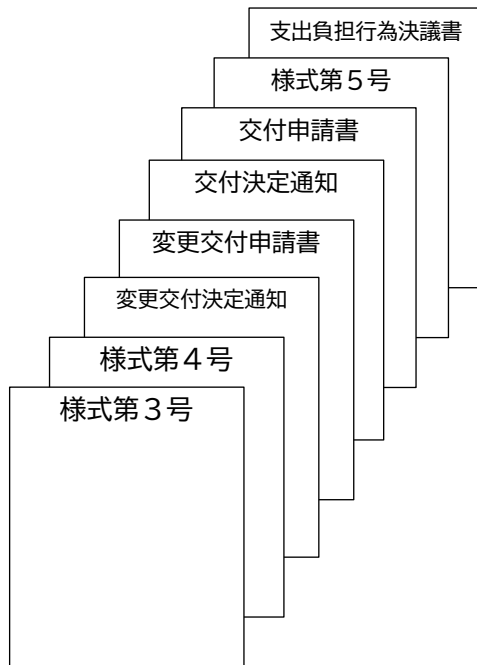 支出負担行為決議書
様式第５号
交付申請書
交付決定通知
変更交付申請書
変更交付決定通知
様式第４号
様式第３号